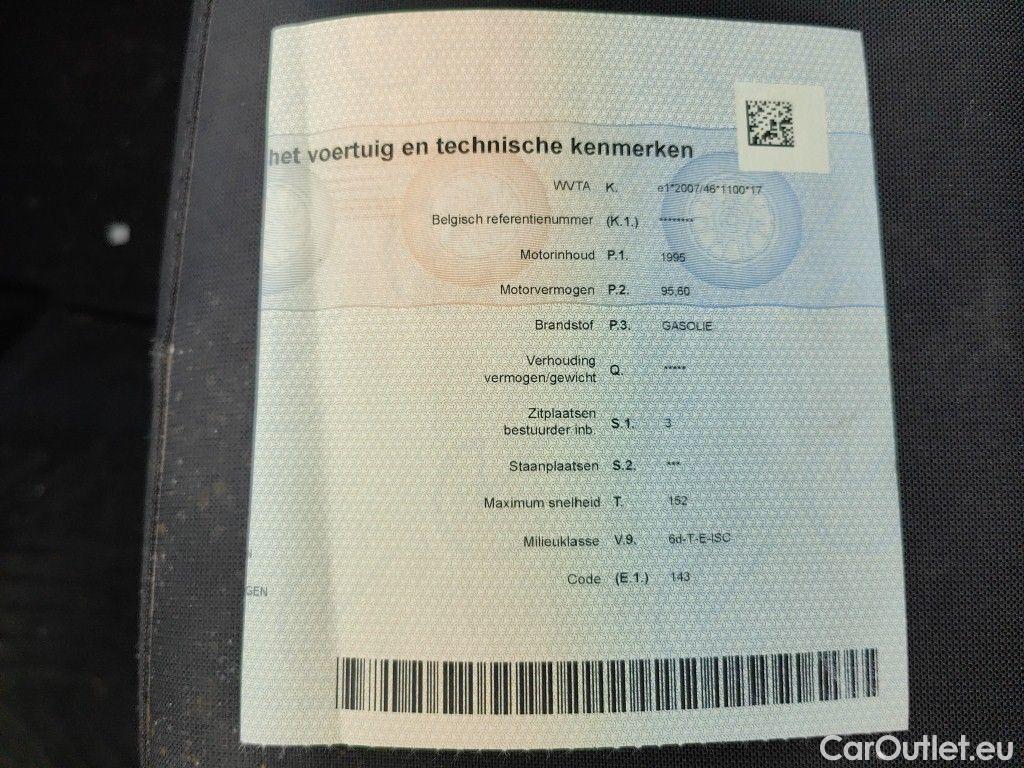 het voertuig en technische kenmerken
WVTA K. e1*2007/46*1100*17
Belgisch referentienummer (K.1.) ********
Motorinhoud P.1. 1995
Motorvermogen P.2. 95,60
Brandstof P.3. GASOLIE
Verhouding
vermogen/gewicht Q. *****
Zitplaatsen
bestuurder inb. S.1. 3
Staanplaatsen S.2. ***
Maximum snelheid T. 152
Milieuklasse V.9. 6d-T-E-ISC
Code (E.1.) 143
GEN
CarOutlet.eu